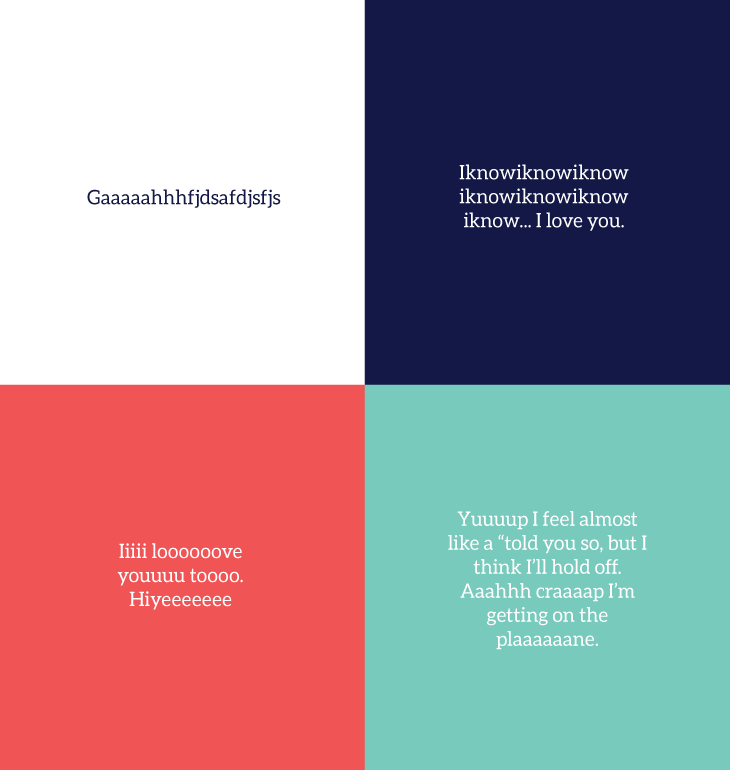 Gaaaaahhhfjdsafdjsfjs
Iknowiknowiknow
iknowiknowiknow
iknow... I love you.
Iiiii loooooove
youuuu toooo.
Hiyeeeeeee
Yuuuup I feel almost
like a “told you so, but I
think I’ll hold off.
Aaahhh craaaap I’m
getting on the
plaaaaaane.